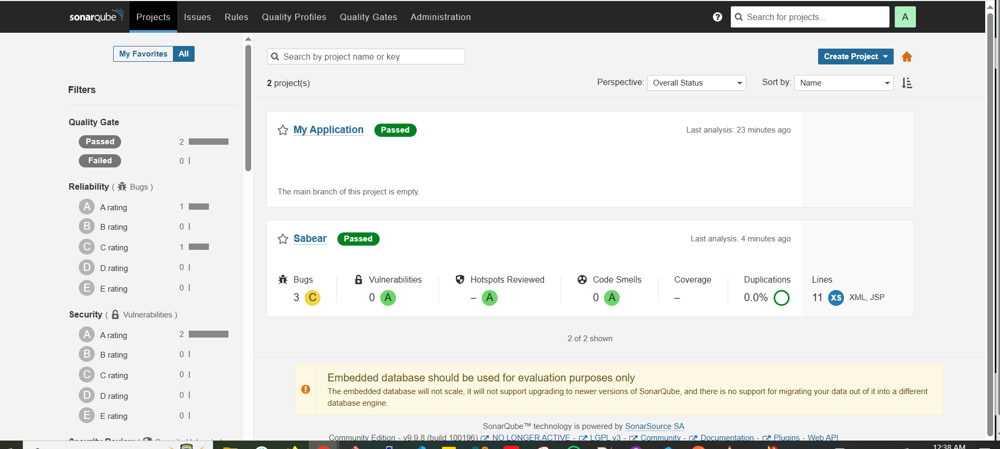 sonarqube Projects Issues Rules Quality Profiles Quality Gates Administration Search for projects... A
My Favorites All
Search by project name or key Create Project
2 project(s) Perspective: Overall Status Sort by: Name
Filters
Quality Gate
Passed 2
Failed 0
Reliability ( Bugs )
A A rating 1
B B rating 0
C C rating 1
D D rating 0
E E rating 0
Security ( Vulnerabilities )
A A rating 2
B B rating 0
C C rating 0
D D rating 0
E E rating 0
My Application Passed Last analysis: 23 minutes ago
The main branch of this project is empty.
Sabear Passed Last analysis: 4 minutes ago
Bugs Vulnerabilities Hotspots Reviewed Code Smells Coverage Duplications Lines
3 C 0 A – A 0 A – 0.0% 11 XS XML, JSP
2 of 2 shown
Embedded database should be used for evaluation purposes only
The embedded database will not scale, it will not support upgrading to newer versions of SonarQube, and there is no support for migrating your data out of it into a different
database engine.
SonarQube™ technology is powered by SonarSource SA
Community Edition - v9.9.8 (build 100196) NO LONGER ACTIVE - LGPL v3 - Community - Documentation - Plugins - Web API
12:38 AM